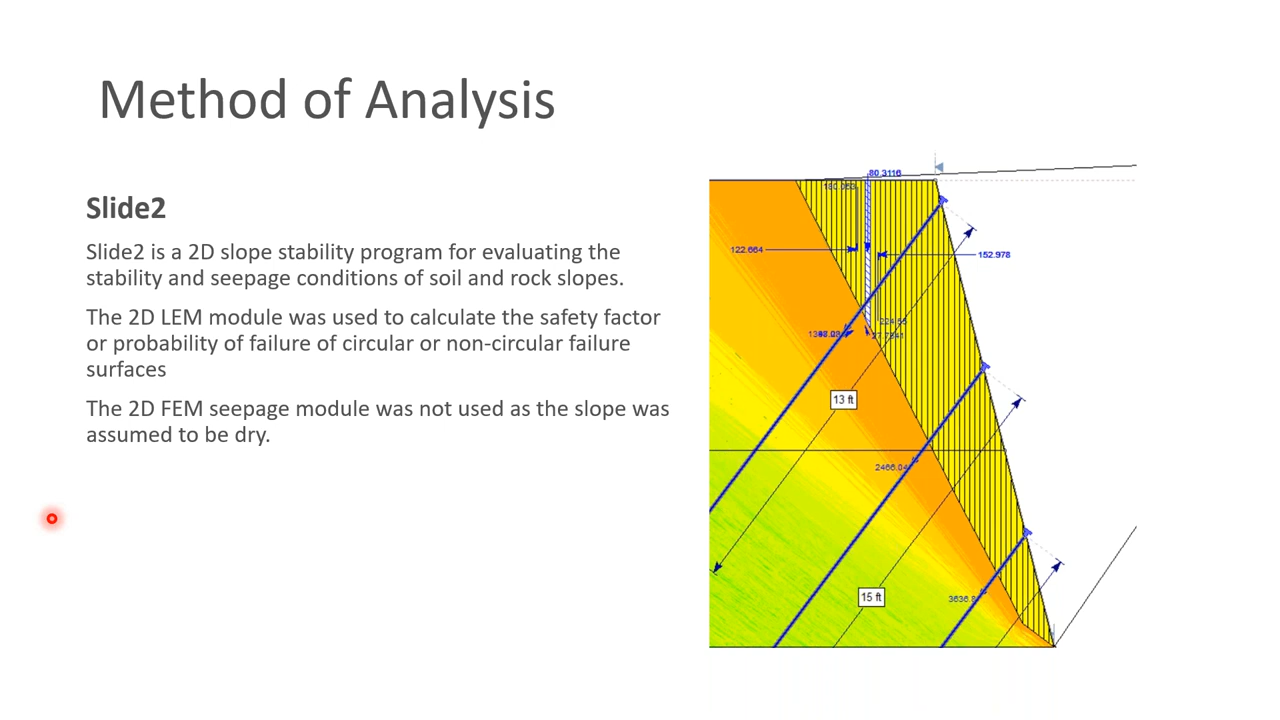 Method of Analysis
Slide2
Slide2 is a 2D slope stability program for evaluating the
stability and seepage conditions of soil and rock slopes.
The 2D LEM module was used to calculate the safety factor
or probability of failure of circular or non-circular failure
surfaces
The 2D FEM seepage module was not used as the slope was
assumed to be dry.
80.3116
122.664
152.978
13 ft
15 ft